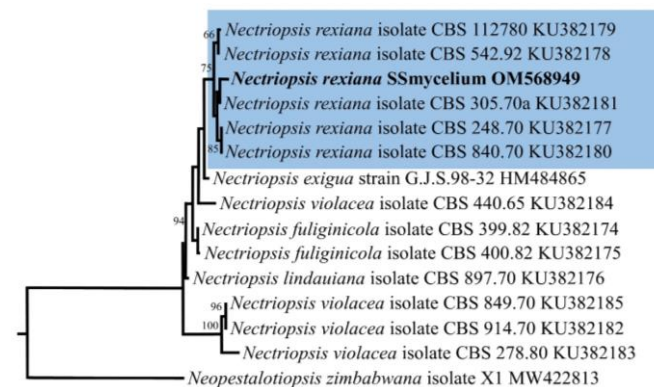 66
Nectriopsis rexiana isolate CBS 112780 KU382179
Nectriopsis rexiana isolate CBS 542.92 KU382178
75
Nectriopsis rexiana SSmycelium OM568949
Nectriopsis rexiana isolate CBS 305.70a KU382181
Nectriopsis rexiana isolate CBS 248.70 KU382177
85
Nectriopsis rexiana isolate CBS 840.70 KU382180
Nectriopsis exigua strain G.J.S.98-32 HM484865
Nectriopsis violacea isolate CBS 440.65 KU382184
94
Nectriopsis fuliginicola isolate CBS 399.82 KU382174
Nectriopsis fuliginicola isolate CBS 400.82 KU382175
Nectriopsis lindauiana isolate CBS 897.70 KU382176
96
Nectriopsis violacea isolate CBS 849.70 KU382185
100
Nectriopsis violacea isolate CBS 914.70 KU382182
Nectriopsis violacea isolate CBS 278.80 KU382183
Neopestalotiopsis zimbabwana isolate X1 MW422813